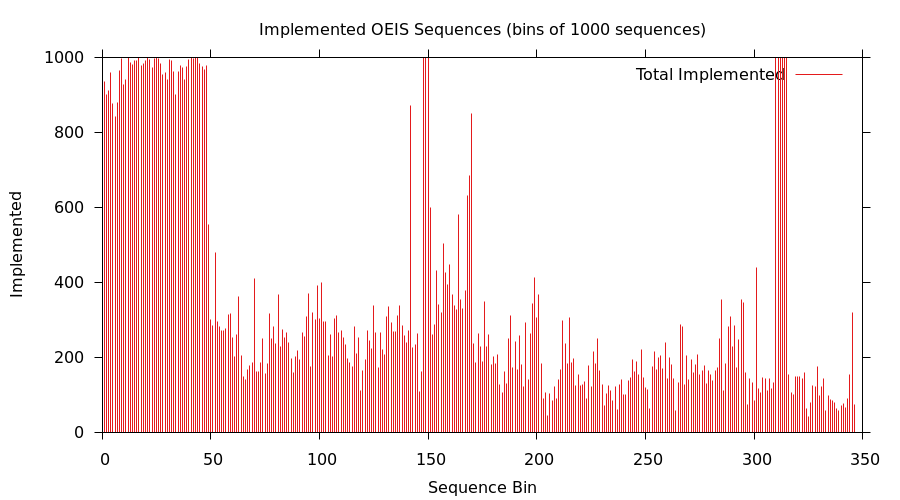 Implemented OEIS Sequences (bins of 1000 sequences)
1000
800
600
400
200
0
Implemented
Total Implemented
0 50 100 150 200 250 300 350
Sequence Bin